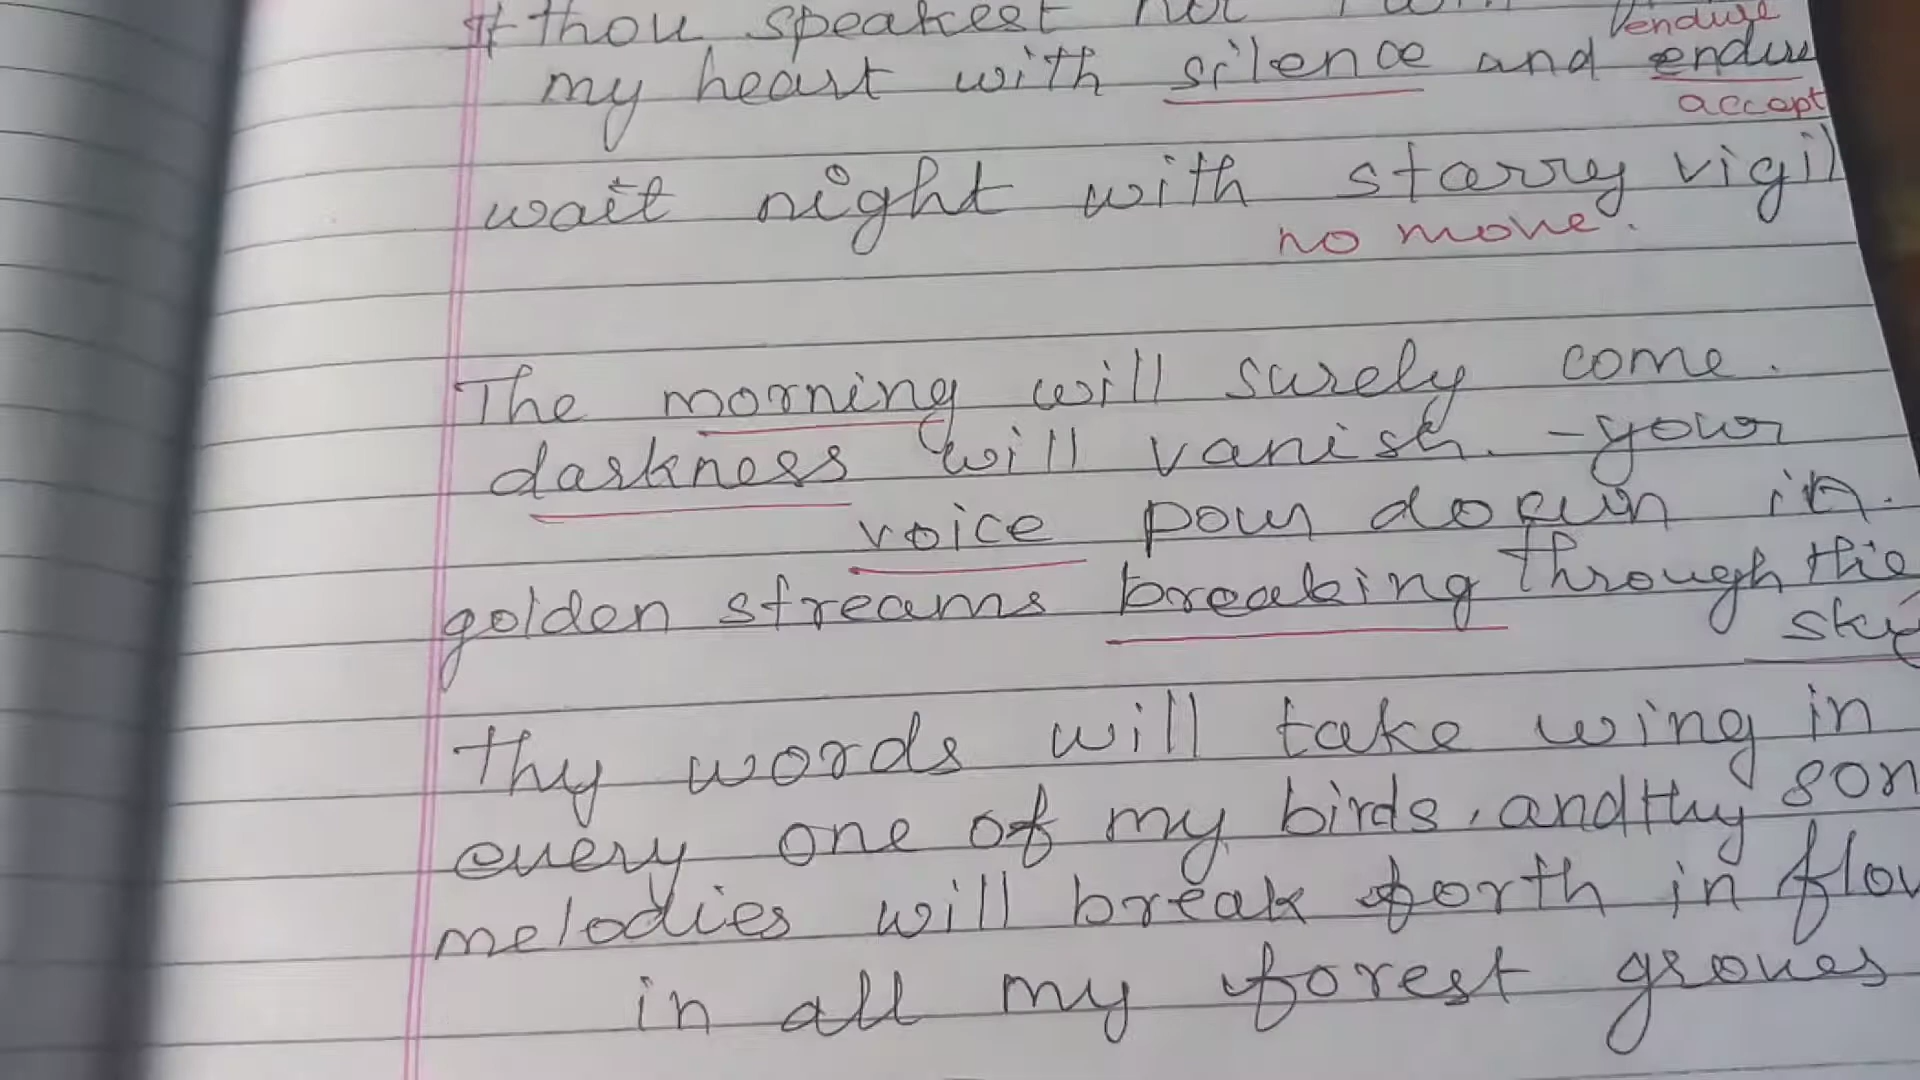 If thou speakest not I
endure
my heart with silence and endure
accept
wait night with starry vigil
no move.
The morning will surely come.
darkness will vanish. - your
voice pour down in.
golden streams breaking through the
sky
Thy words will take wing in
every one of my birds, and thy son
melodies will break forth in flow
in all my forest groves